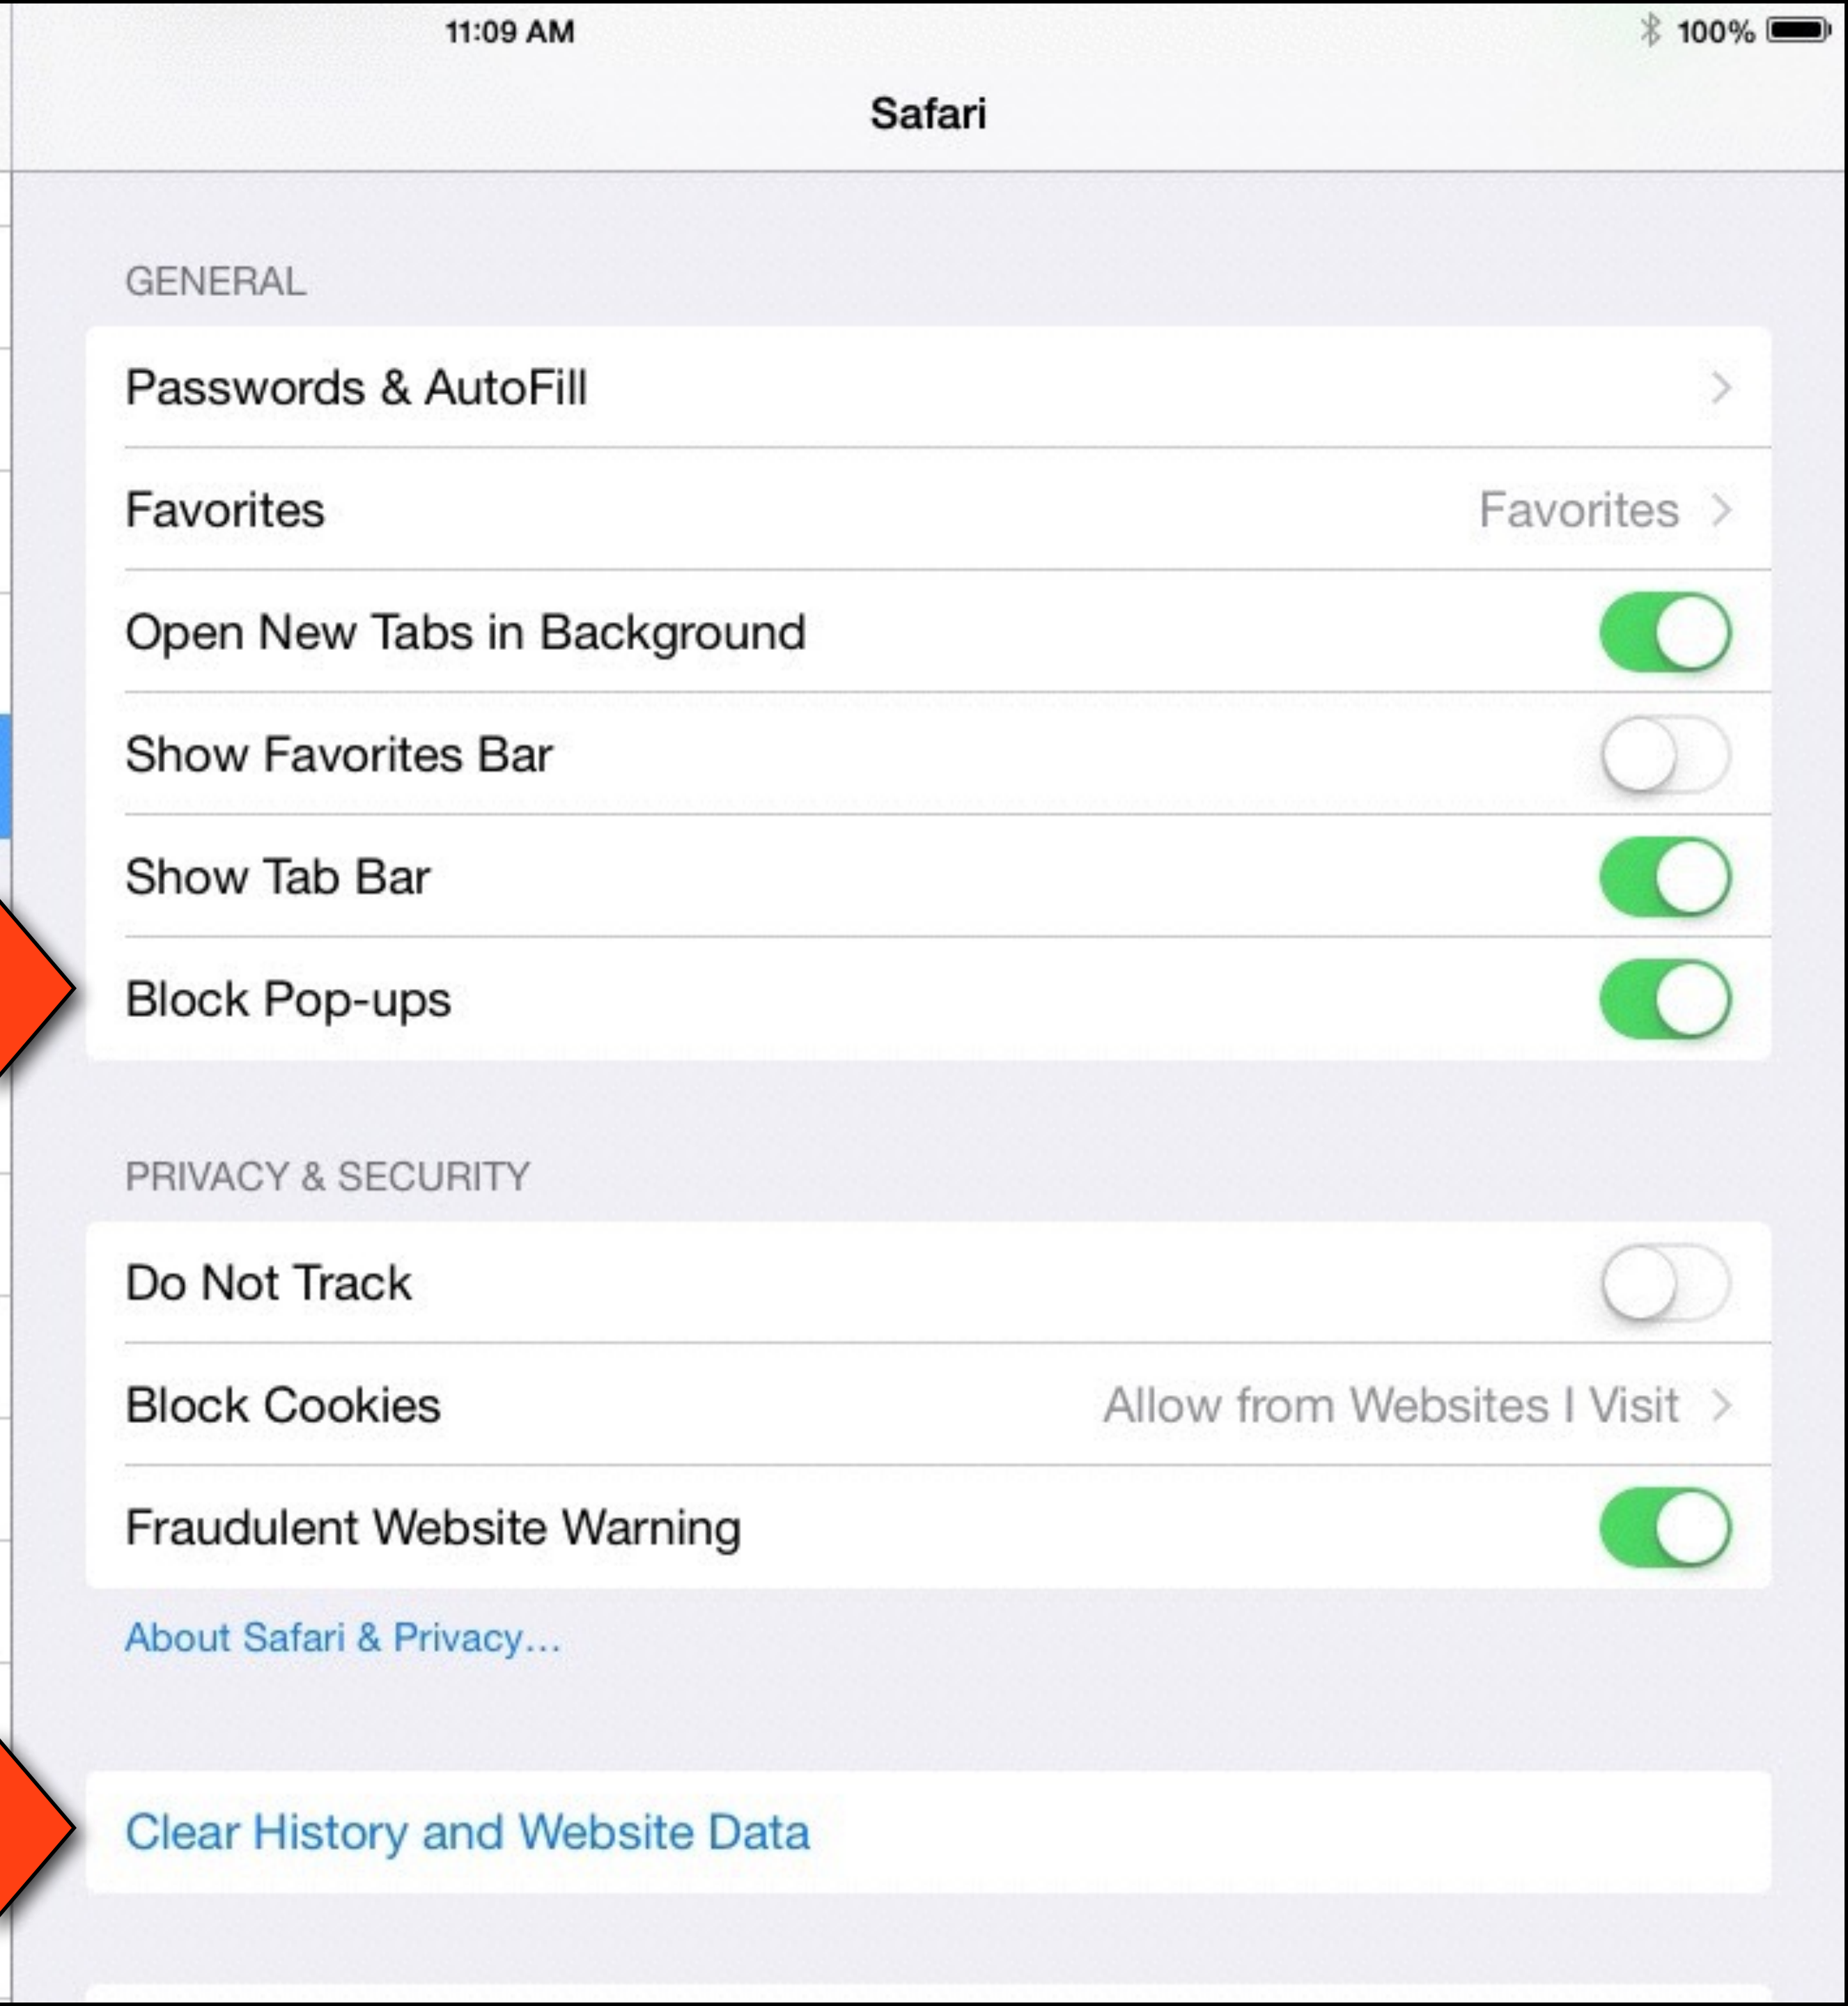 11:09 AM 100%
Safari
GENERAL
Passwords & AutoFill
Favorites Favorites
Open New Tabs in Background
Show Favorites Bar
Show Tab Bar
Block Pop-ups
PRIVACY & SECURITY
Do Not Track
Block Cookies Allow from Websites I Visit
Fraudulent Website Warning
About Safari & Privacy...
Clear History and Website Data